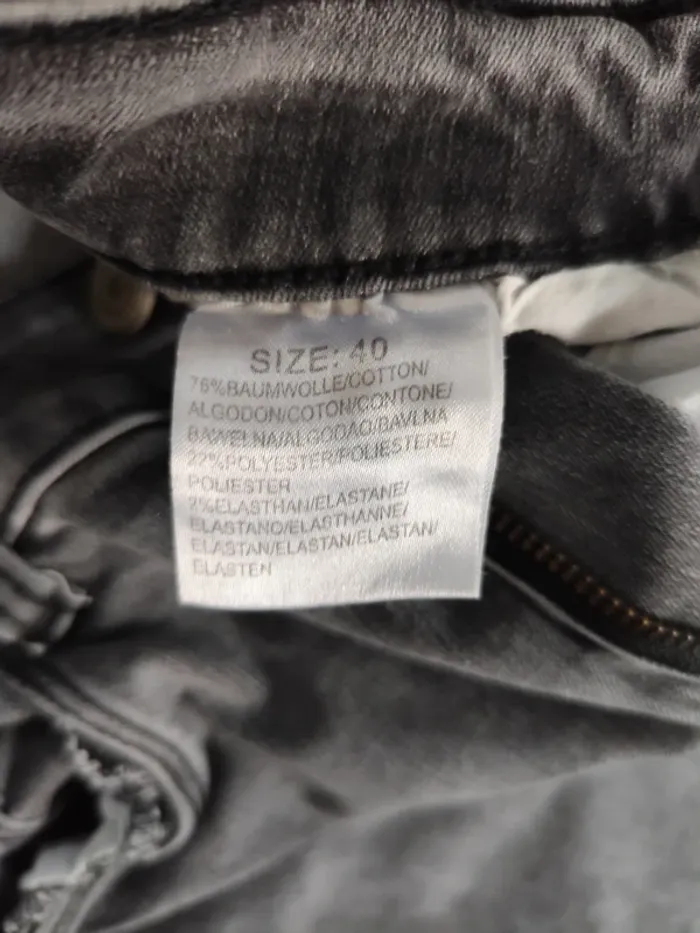 SIZE: 40
76%BAUMWOLLE/COTTON/
ALGODON/COTON/CONTONE/
BAWELNA/ALGODAO/BAVLNA
22%POLYESTER/POLIESTERE/
POLIESTER
2%ELASTHAN/ELASTANE/
ELASTANO/ELASTHANNE/
ELASTAN/ELASTAN/ELASTAN/
ELASTEN